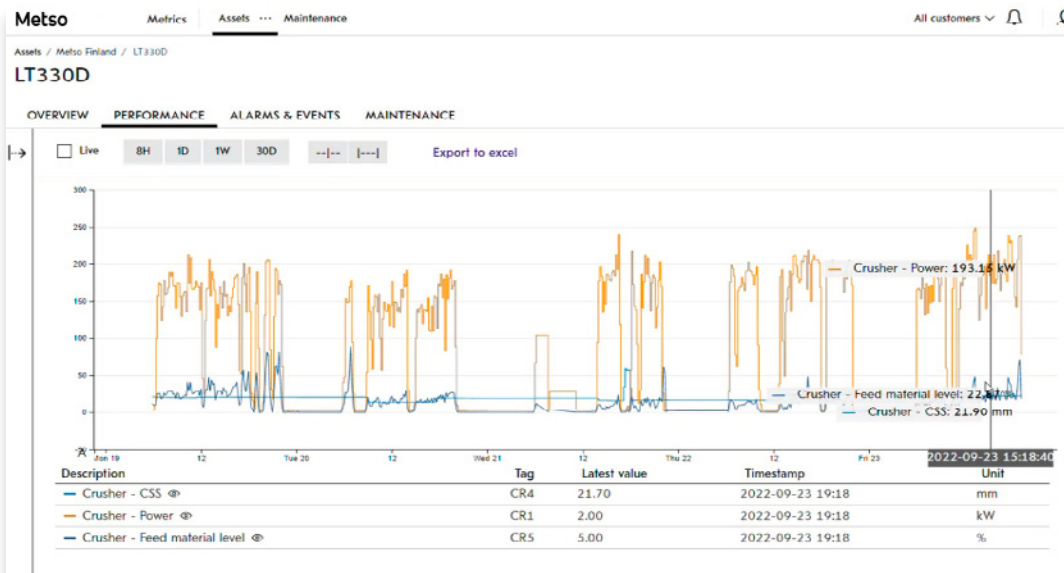 Metso Metrics Assets ··· Maintenance All customers
Assets / Metso Finland / LT330D
LT330D
OVERVIEW PERFORMANCE ALARMS & EVENTS MAINTENANCE
Live 8H 1D 1W 30D --|-- |---| Export to excel
300
250
200
Crusher - Power: 193.15 kW
150
100
50
Crusher - Feed material level: 22.67%
Crusher - CSS: 21.90 mm
0
Mon 19 12 Tue 20 12 Wed 21 12 Thu 22 12 Fri 23 2022-09-23 15:18:40
Description Tag Latest value Timestamp Unit
Crusher - CSS CR4 21.70 2022-09-23 19:18 mm
Crusher - Power CR1 2.00 2022-09-23 19:18 kW
Crusher - Feed material level CR5 5.00 2022-09-23 19:18 %